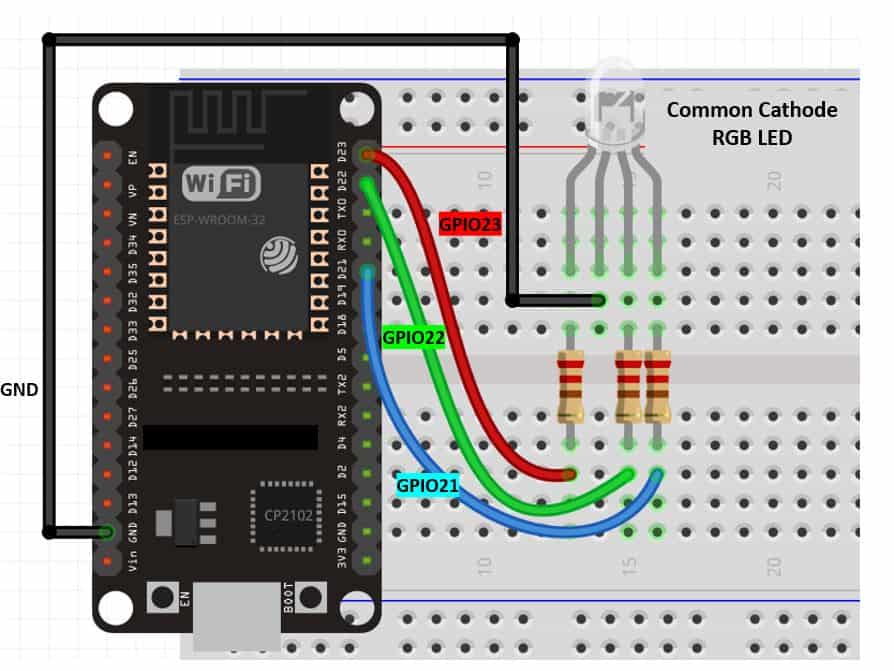 Common Cathode
RGB LED
WiFi
ESP-WROOM-32
EN
VP
VN
D34
D35
D32
D33
D25
D26
D27
D14
D12
D13
GND
Vin
D23
D22
TX0
RX0
D21
D19
D18
D5
TX2
RX2
D4
D2
D15
GND
3V3
GPIO23
GPIO22
GPIO21
GND
CP2102
EN
BOOT
10
15
20
10
15
20